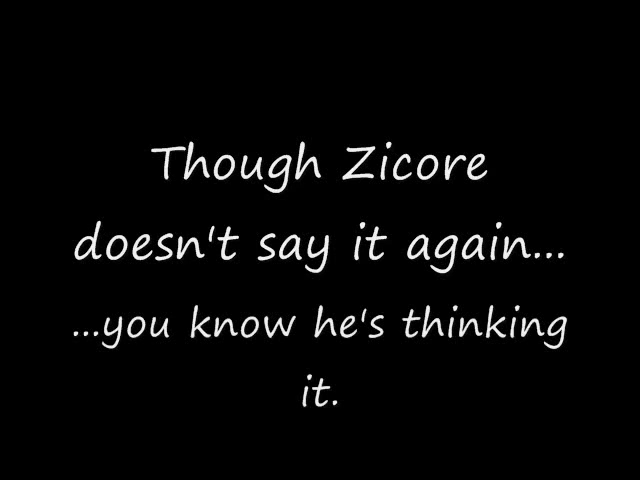 Though Zicore
doesn't say it again...
...you know he's thinking
it.